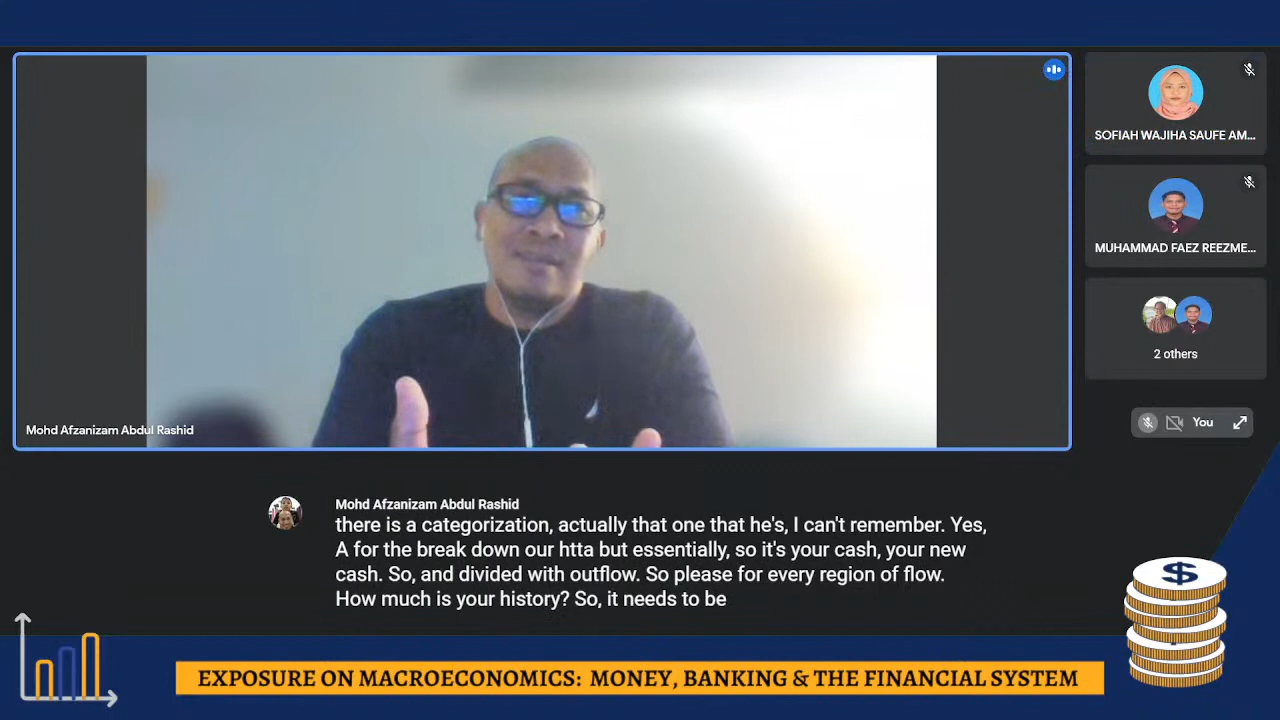 SOFIAH WAJIHA SAUFE AM...
MUHAMMAD FAEZ REEZME...
2 others
You
Mohd Afzanizam Abdul Rashid
Mohd Afzanizam Abdul Rashid
there is a categorization, actually that one that he's, I can't remember. Yes,
A for the break down our htta but essentially, so it's your cash, your new
cash. So, and divided with outflow. So please for every region of flow.
How much is your history? So, it needs to be
$
EXPOSURE ON MACROECONOMICS: MONEY, BANKING & THE FINANCIAL SYSTEM